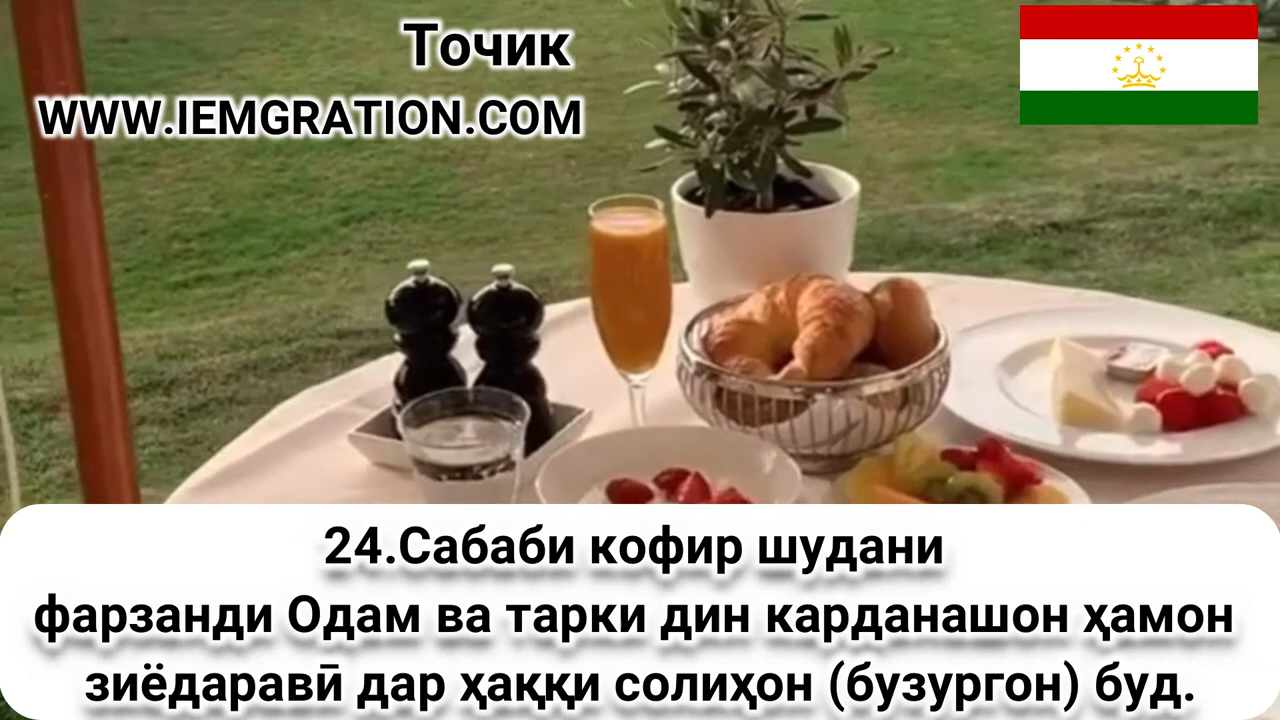 Точик
WWW.IEMGRATION.COM
24.Сабаби кофир шудани
фарзанди Одам ва тарки дин карданашон ҳамон
зиёдаравӣ дар ҳаққи солиҳон (бузургон) буд.